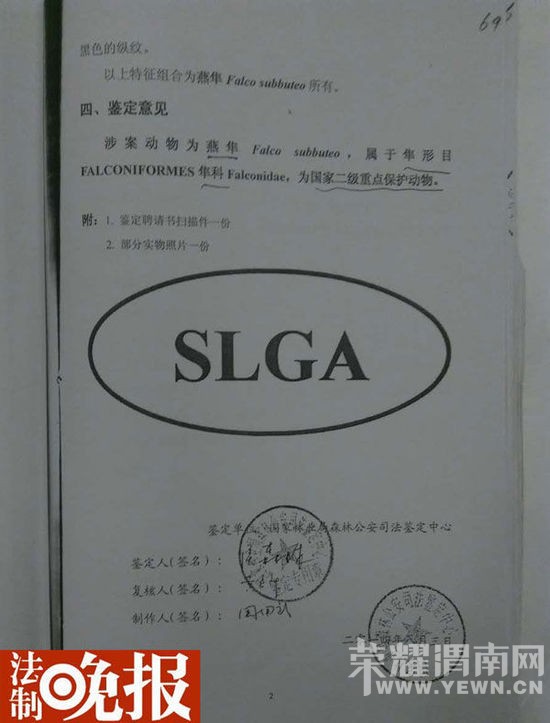 黑色的纵纹。
以上特征组合为燕隼 Falco subbuteo 所有。
四、鉴定意见
涉案动物为燕隼 Falco subbuteo，属于隼形目
FALCONIFORMES 隼科 Falconidae，为国家二级重点保护动物。
附：1. 鉴定聘请书扫描件一份
2. 部分实物照片一份
SLGA
鉴定单位：国家林业局森林公安司法鉴定中心
鉴定人(签名)：
复核人(签名)：
制作人(签名)：
2
法制晚报
荣耀渭南网
WWW.YEWN.CN